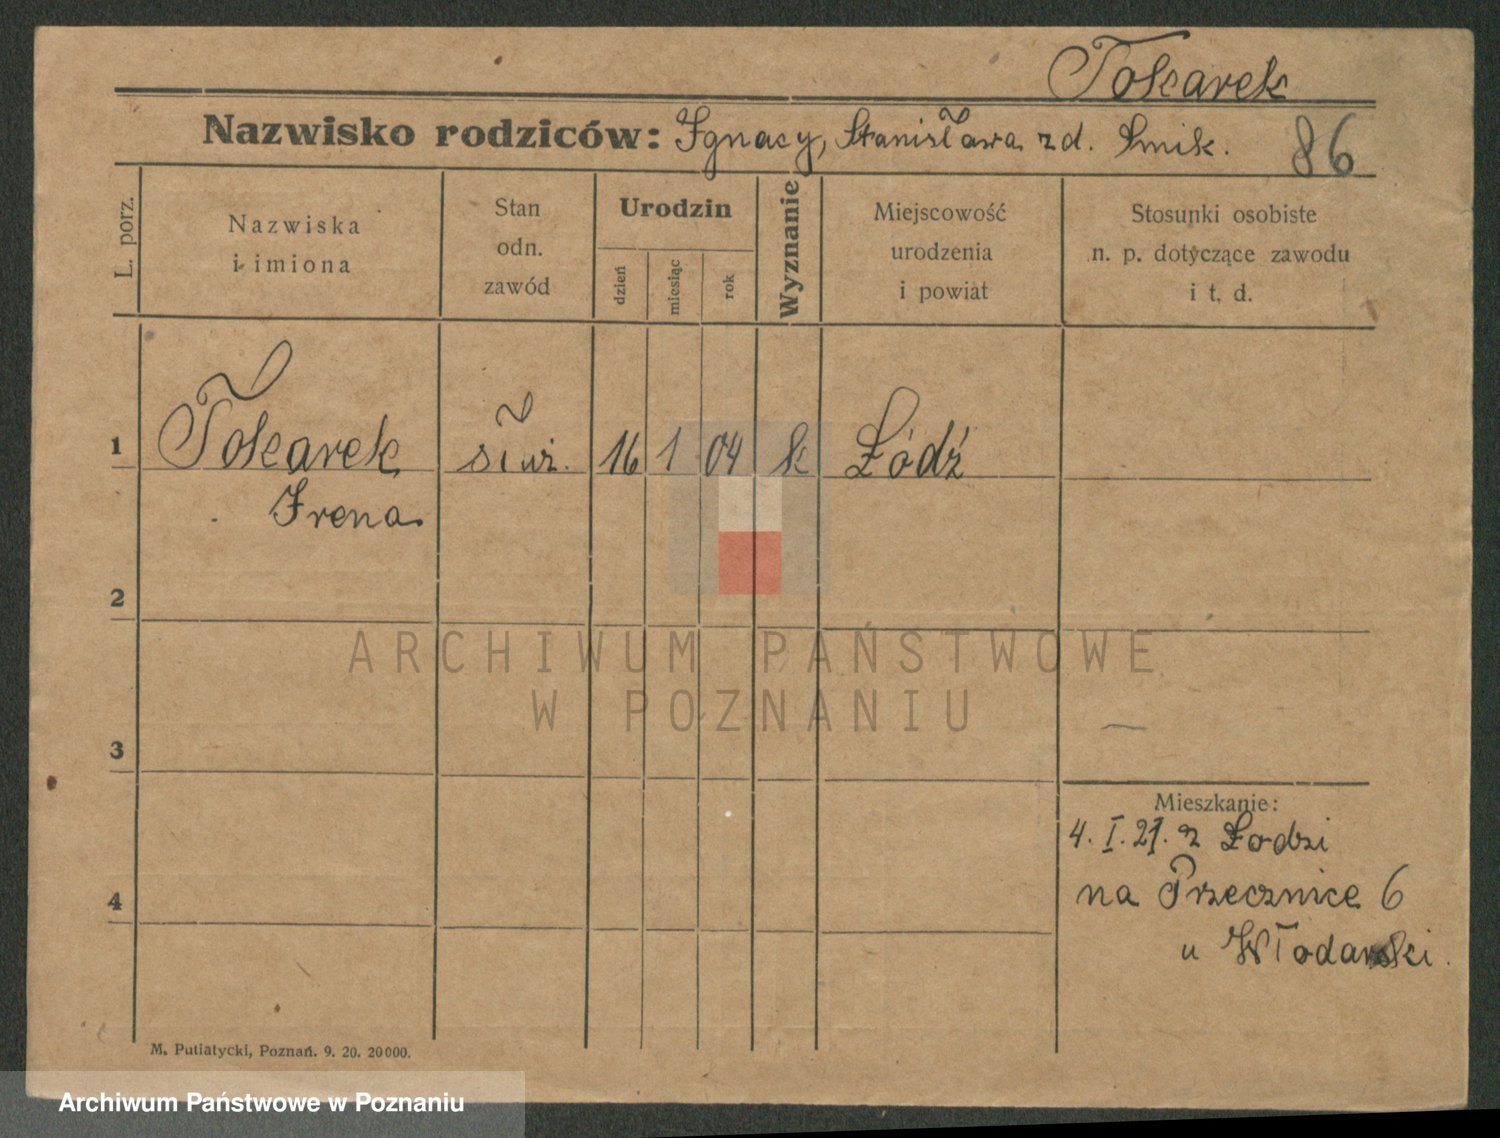 Tokarek
Nazwisko rodziców: Ignacy, Stanisława zd. Smik.
86
L. porz.
Nazwiska
i imiona
Stan
odn.
zawód
Urodzin
dzień
miesiąc
rok
Wyznanie
Miejscowość
urodzenia
i powiat
Stosunki osobiste
n. p. dotyczące zawodu
i t. d.
1 Tokarek 16 1 04 k Łódź
Irena
2
3
4
Mieszkanie:
4. I. 21. z Łodzi
na Przecznice 6
u Włodarski.
M. Putiatycki, Poznań. 9. 20. 20000.
ARCHIWUM PAŃSTWOWE
W POZNANIU
Archiwum Państwowe w Poznaniu